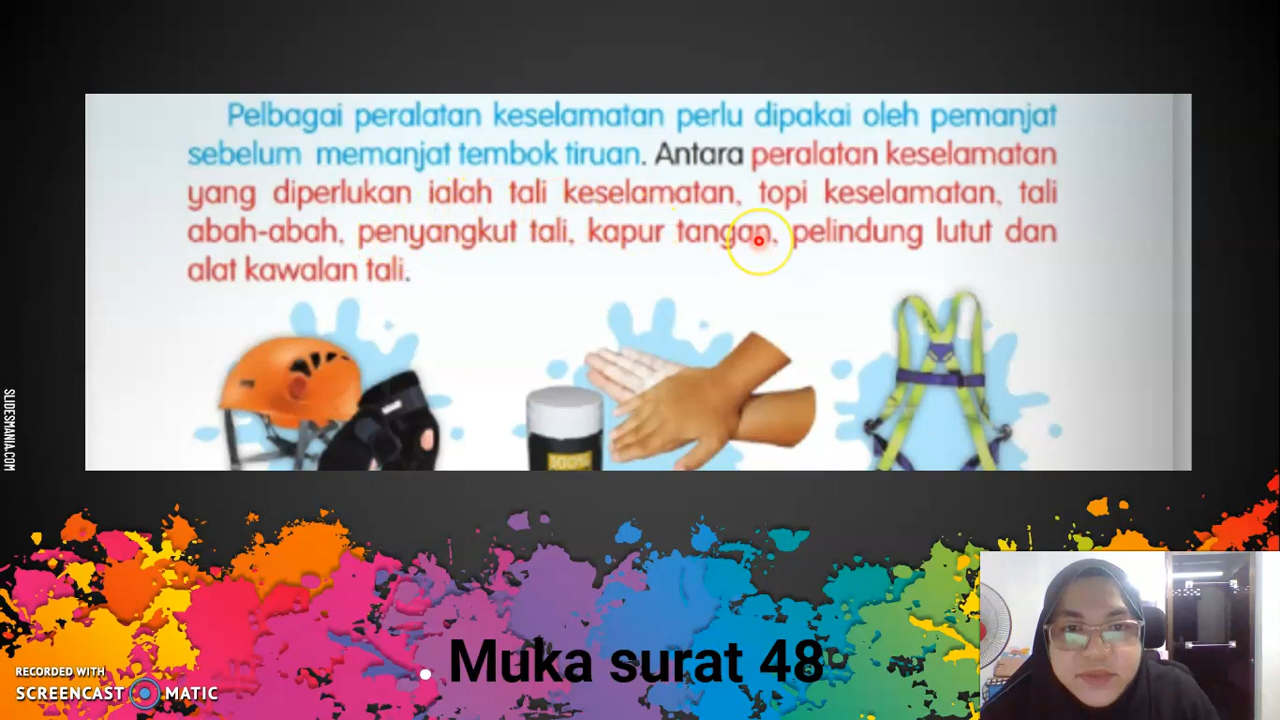 Pelbagai peralatan keselamatan perlu dipakai oleh pemanjat
sebelum memanjat tembok tiruan. Antara peralatan keselamatan
yang diperlukan ialah tali keselamatan, topi keselamatan, tali
abah-abah, penyangkut tali, kapur tangan, pelindung lutut dan
alat kawalan tali.
SLIDESMANIA.COM
• Muka surat 48
RECORDED WITH
SCREENCAST MATIC